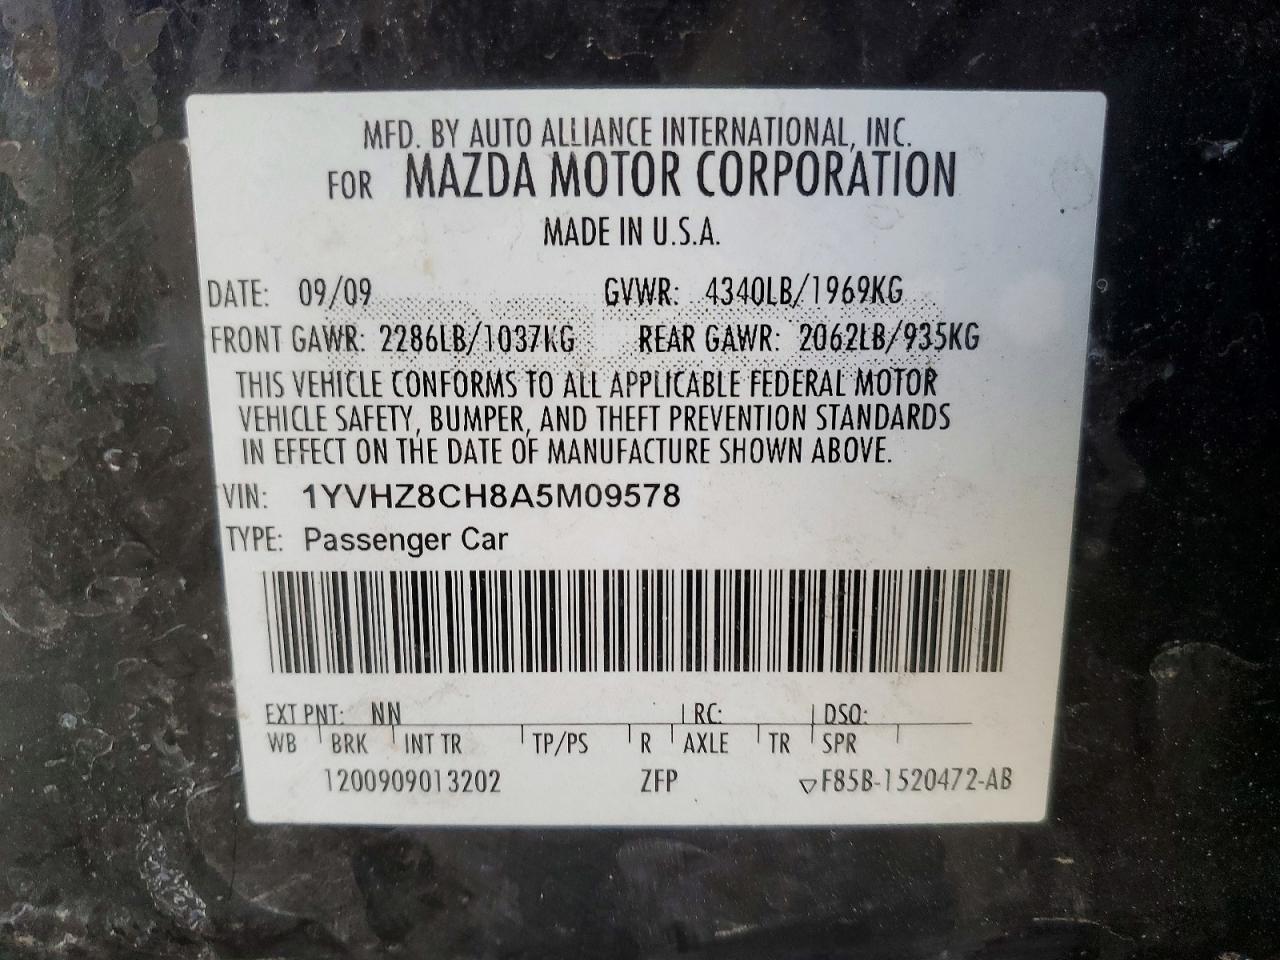 MFD. BY AUTO ALLIANCE INTERNATIONAL, INC.
FOR MAZDA MOTOR CORPORATION
MADE IN U.S.A.
DATE: 09/09 GVWR: 4340LB/1969KG
FRONT GAWR: 2286LB/1037KG REAR GAWR: 2062LB/935KG
THIS VEHICLE CONFORMS TO ALL APPLICABLE FEDERAL MOTOR
VEHICLE SAFETY, BUMPER, AND THEFT PREVENTION STANDARDS
IN EFFECT ON THE DATE OF MANUFACTURE SHOWN ABOVE.
VIN: 1YVHZ8CH8A5M09578
TYPE: Passenger Car
EXT PNT: NN RC: DSO:
WB BRK INT TR TP/PS R AXLE TR SPR
1200909013202 ZFP ▽F85B-1520472-AB